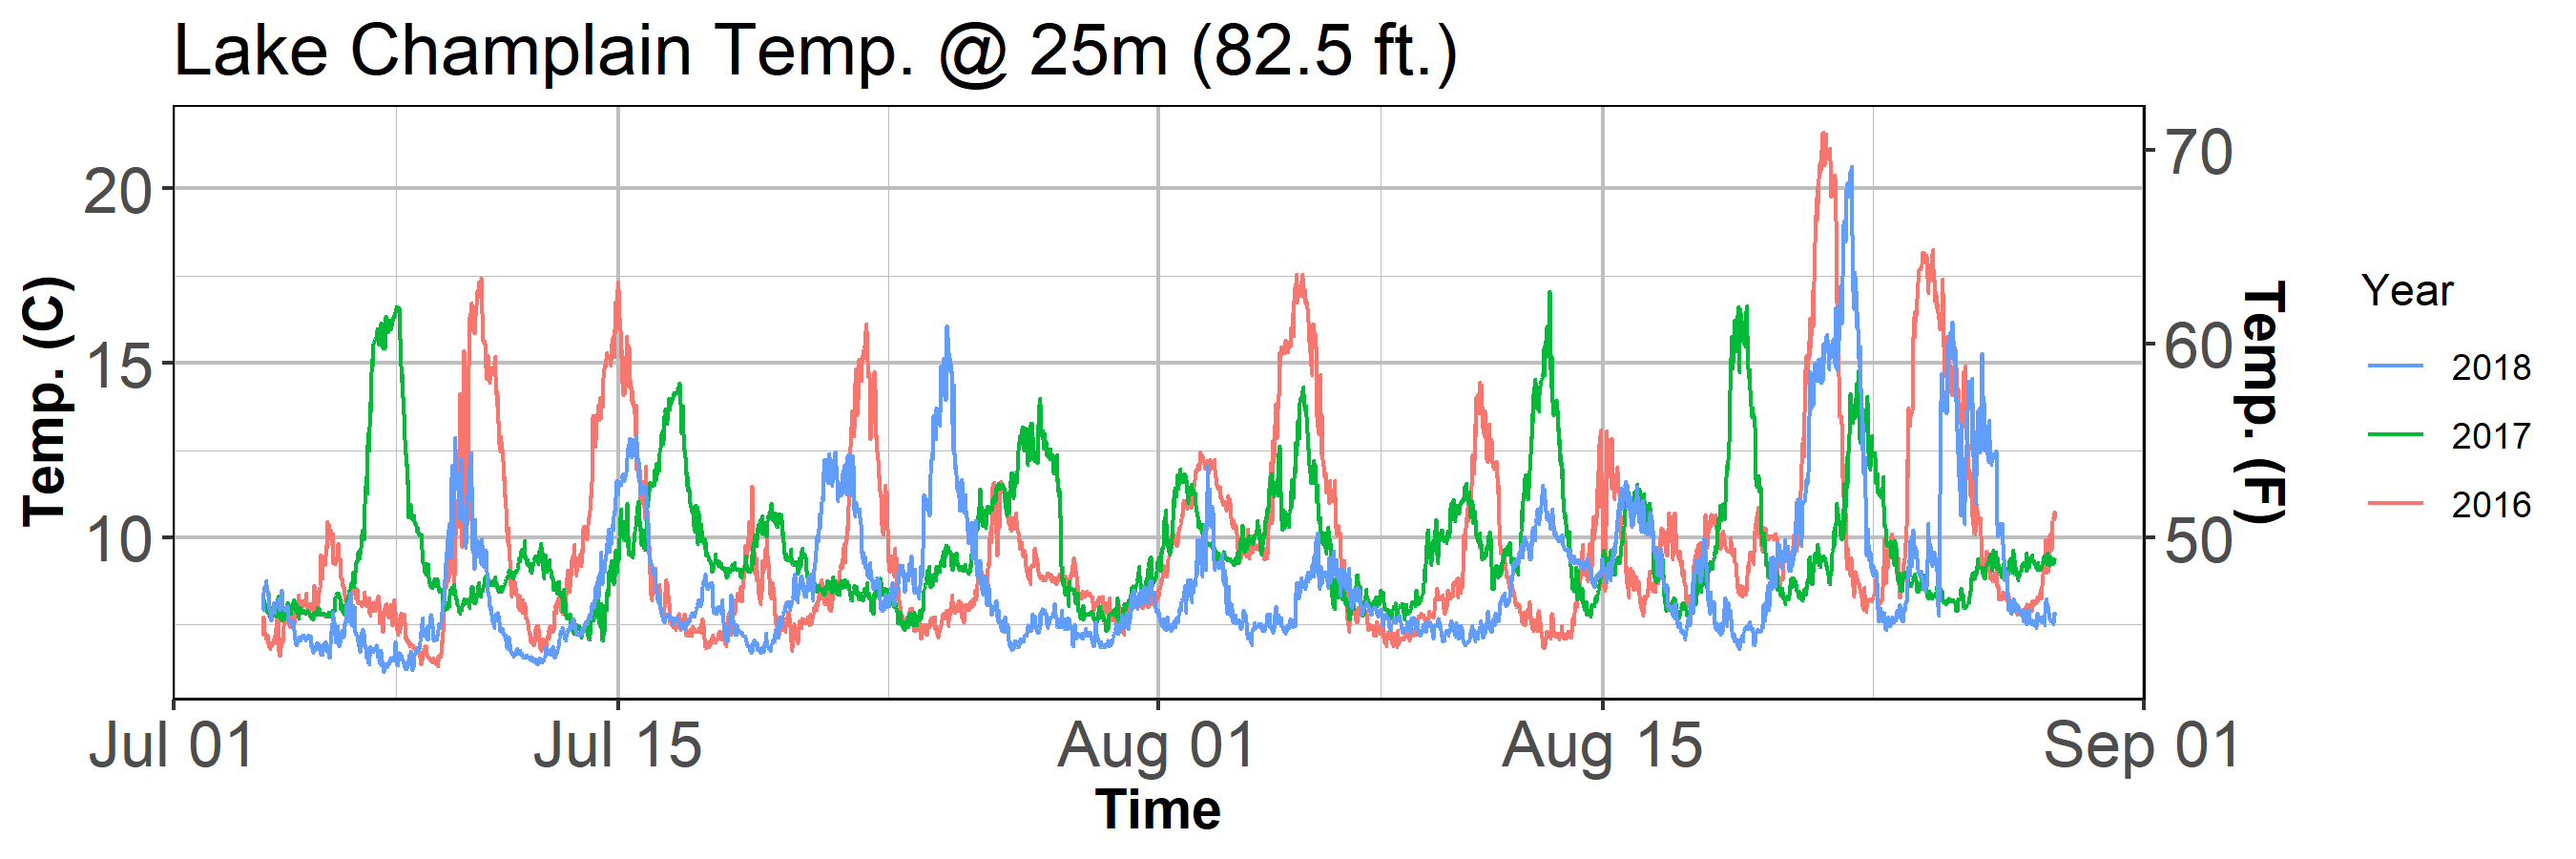 Lake Champlain Temp. @ 25m (82.5 ft.)
Temp. (C)
20
15
10
70
60
50
Temp. (F)
Jul 01
Jul 15
Aug 01
Aug 15
Sep 01
Time
Year
2018
2017
2016